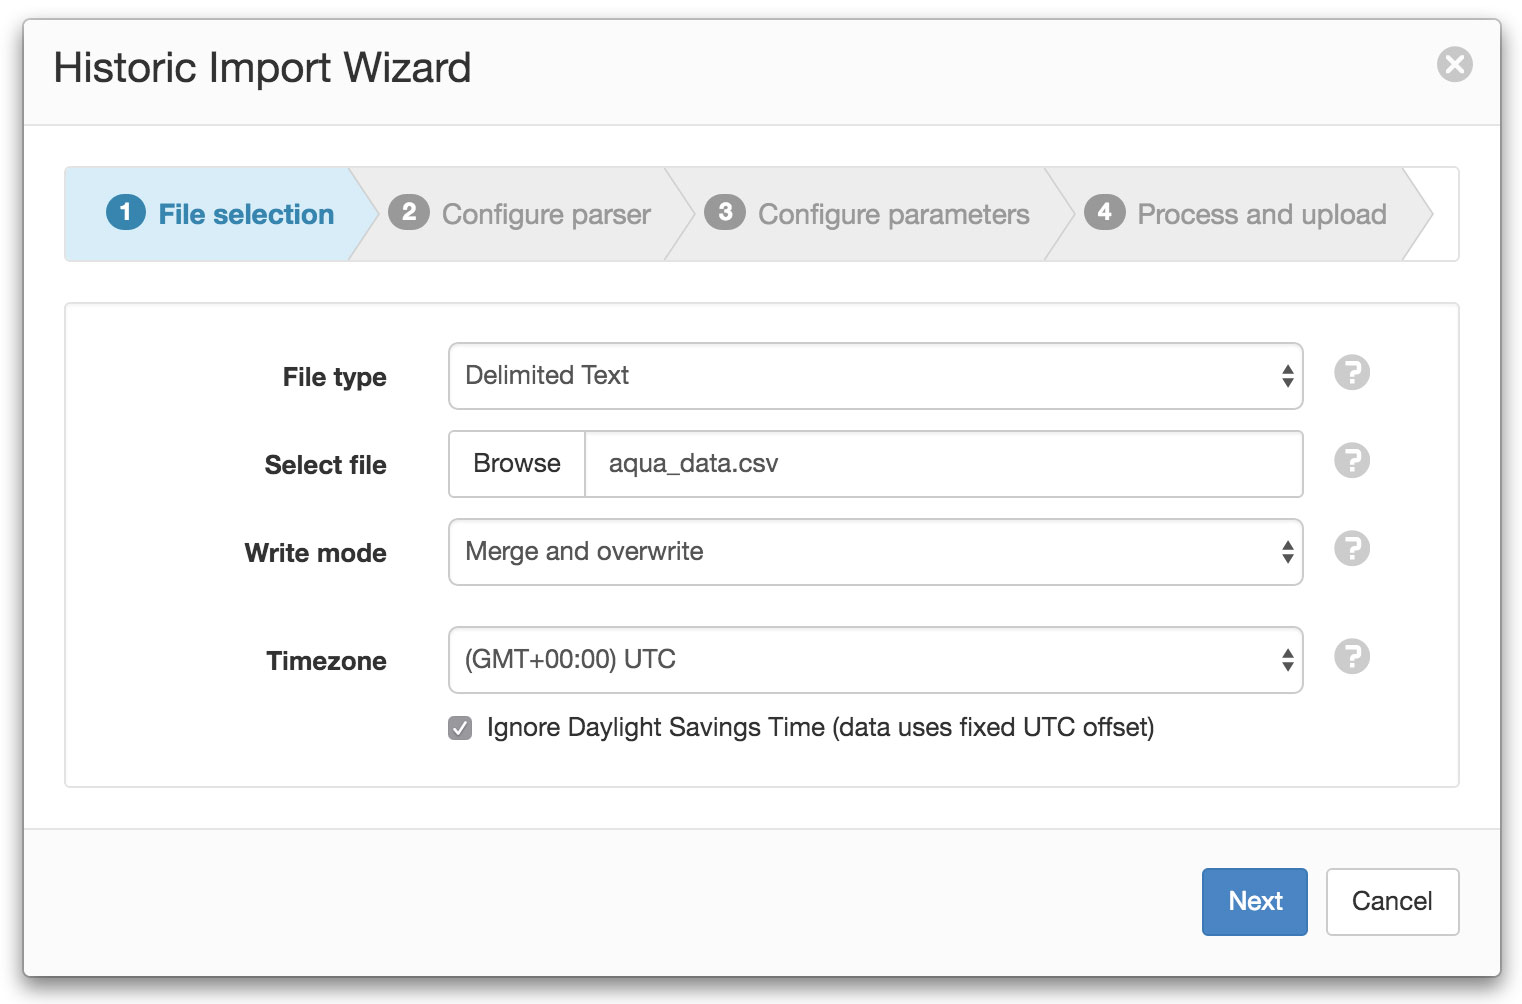 Historic Import Wizard
1 File selection 2 Configure parser 3 Configure parameters 4 Process and upload
File type Delimited Text ?
Select file Browse aqua_data.csv ?
Write mode Merge and overwrite ?
Timezone (GMT+00:00) UTC ?
Ignore Daylight Savings Time (data uses fixed UTC offset)
Next Cancel